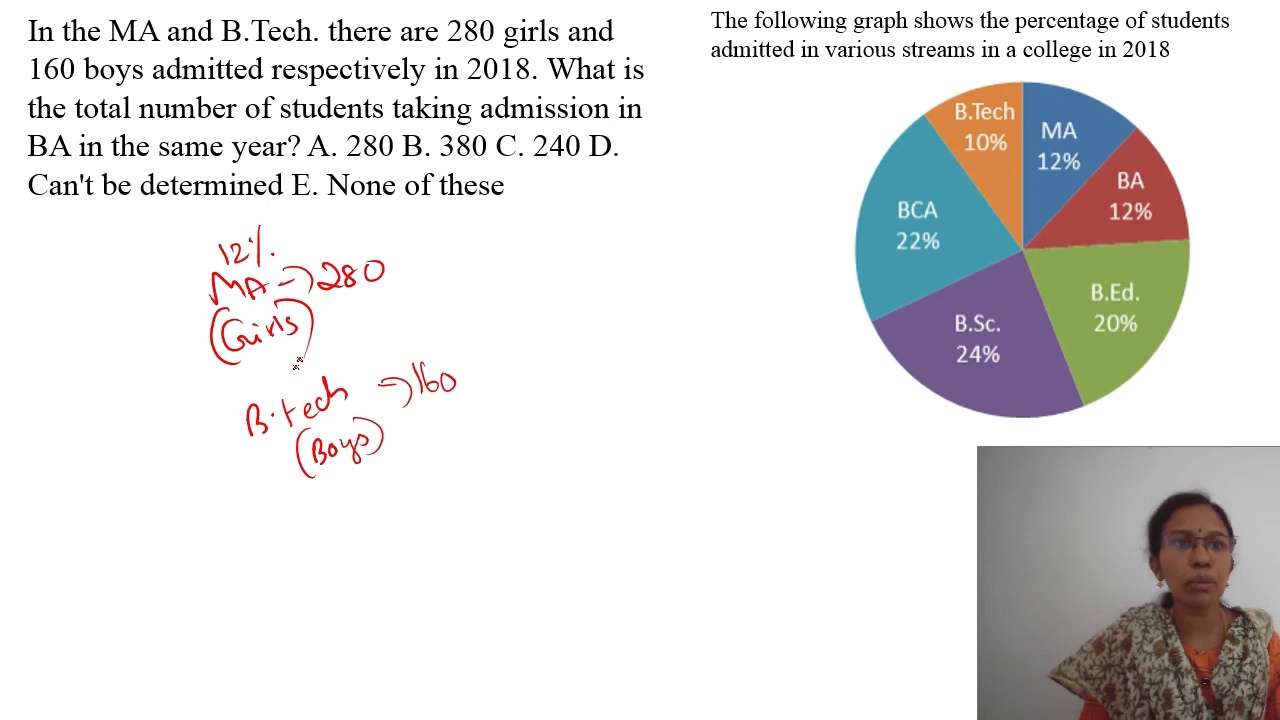 In the MA and B.Tech. there are 280 girls and
160 boys admitted respectively in 2018. What is
the total number of students taking admission in
BA in the same year? A. 280 B. 380 C. 240 D.
Can't be determined E. None of these
The following graph shows the percentage of students
admitted in various streams in a college in 2018
B.Tech
10%
MA
12%
BA
12%
BCA
22%
B.Ed.
20%
B.Sc.
24%
12%.
MA → 280
(Girls)
B.tech → 160
(Boys)